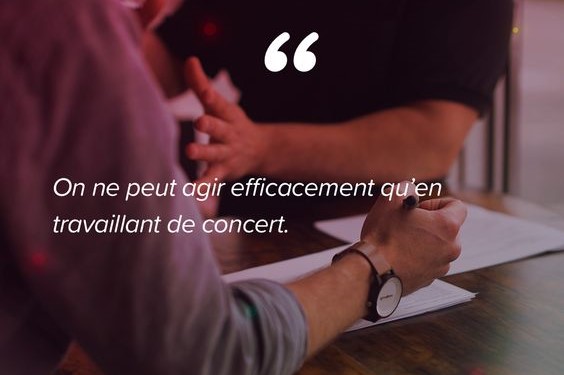 “
On ne peut agir efficacement qu’en
travaillant de concert.